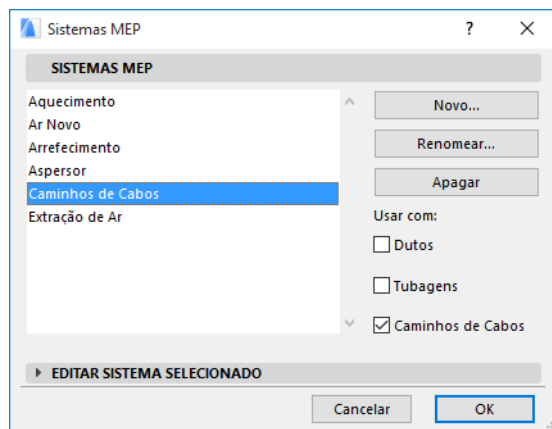 Sistemas MEP
?
SISTEMAS MEP
Aquecimento
Ar Novo
Arrefecimento
Aspersor
Caminhos de Cabos
Extração de Ar
Novo...
Renomear...
Apagar
Usar com:
Dutos
Tubagens
Caminhos de Cabos
EDITAR SISTEMA SELECIONADO
Cancelar
OK